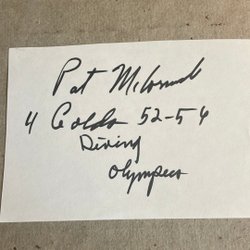 Pat McCormick
4 Golds 52-56
Diving
Olympics